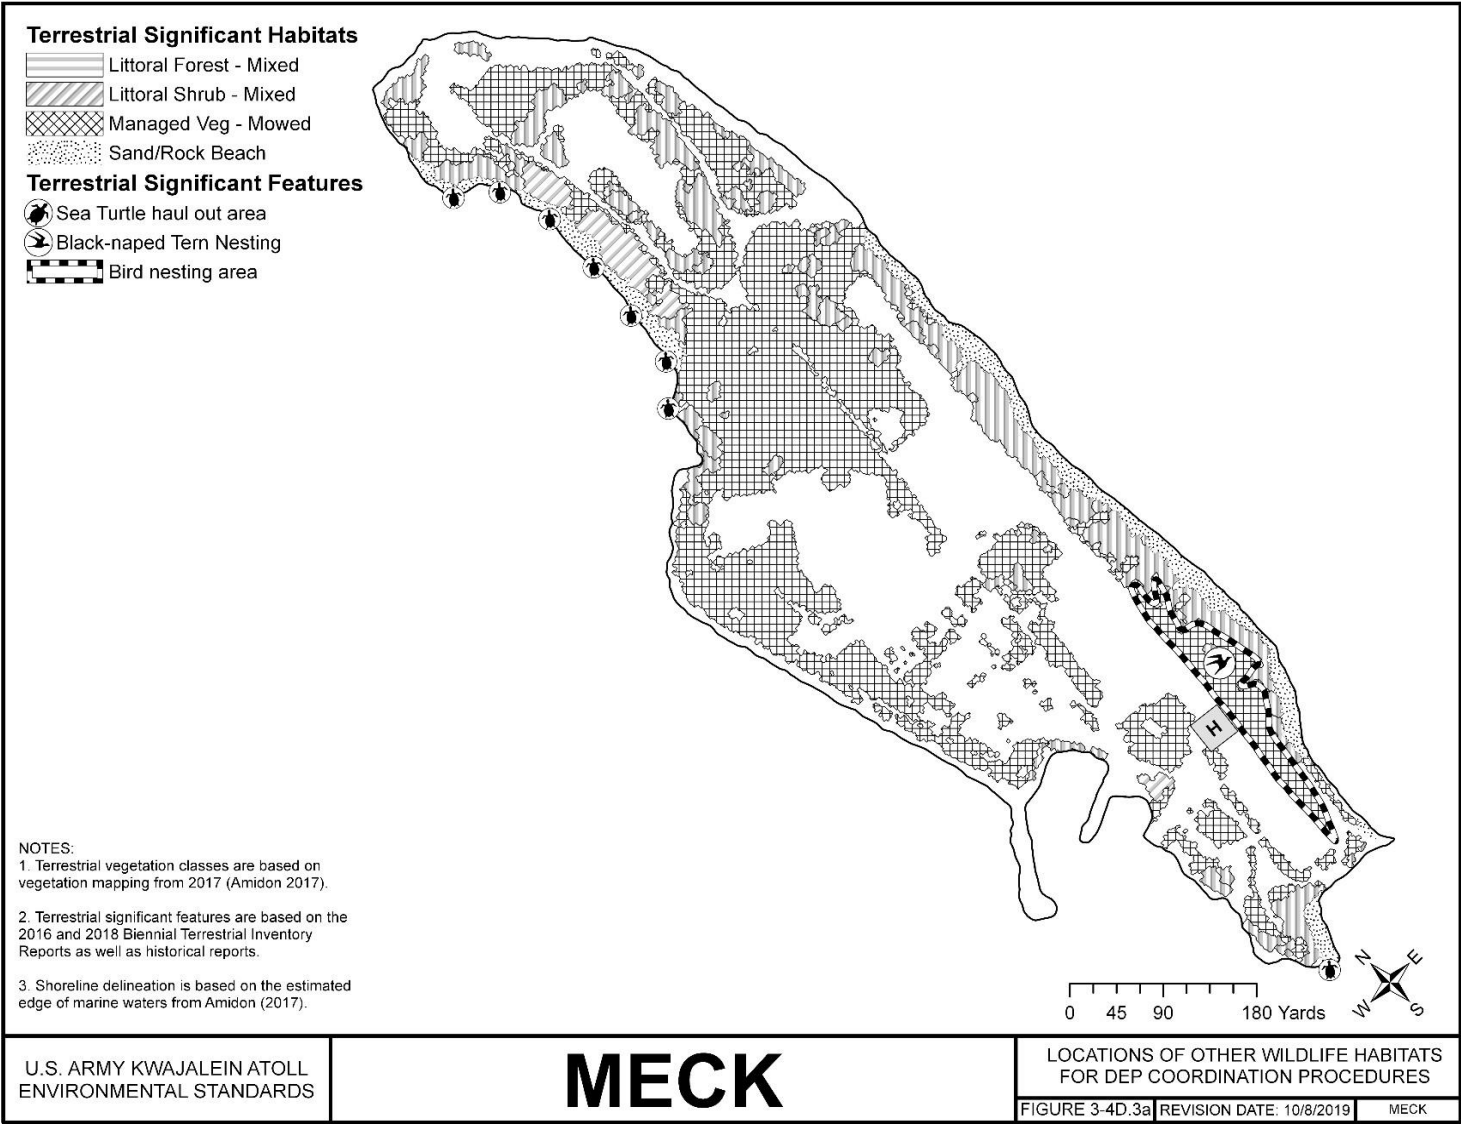 Terrestrial Significant Habitats
Littoral Forest - Mixed
Littoral Shrub - Mixed
Managed Veg - Mowed
Sand/Rock Beach
Terrestrial Significant Features
Sea Turtle haul out area
Black-naped Tern Nesting
Bird nesting area
H
NOTES:
1. Terrestrial vegetation classes are based on
vegetation mapping from 2017 (Amidon 2017).
2. Terrestrial significant features are based on the
2016 and 2018 Biennial Terrestrial Inventory
Reports as well as historical reports.
3. Shoreline delineation is based on the estimated
edge of marine waters from Amidon (2017).
N E
W S
0 45 90 180 Yards
U.S. ARMY KWAJALEIN ATOLL
ENVIRONMENTAL STANDARDS
MECK
LOCATIONS OF OTHER WILDLIFE HABITATS
FOR DEP COORDINATION PROCEDURES
FIGURE 3-4D.3a REVISION DATE: 10/8/2019 MECK